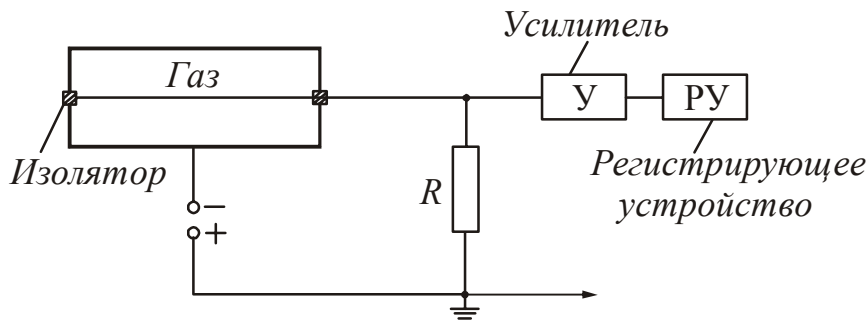 Усилитель
Газ
У
РУ
Изолятор
Регистрирующее
устройство
R
−
+